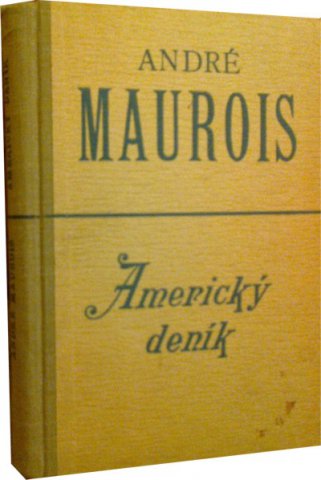 ANDRÉ
MAUROIS
Americký
deník